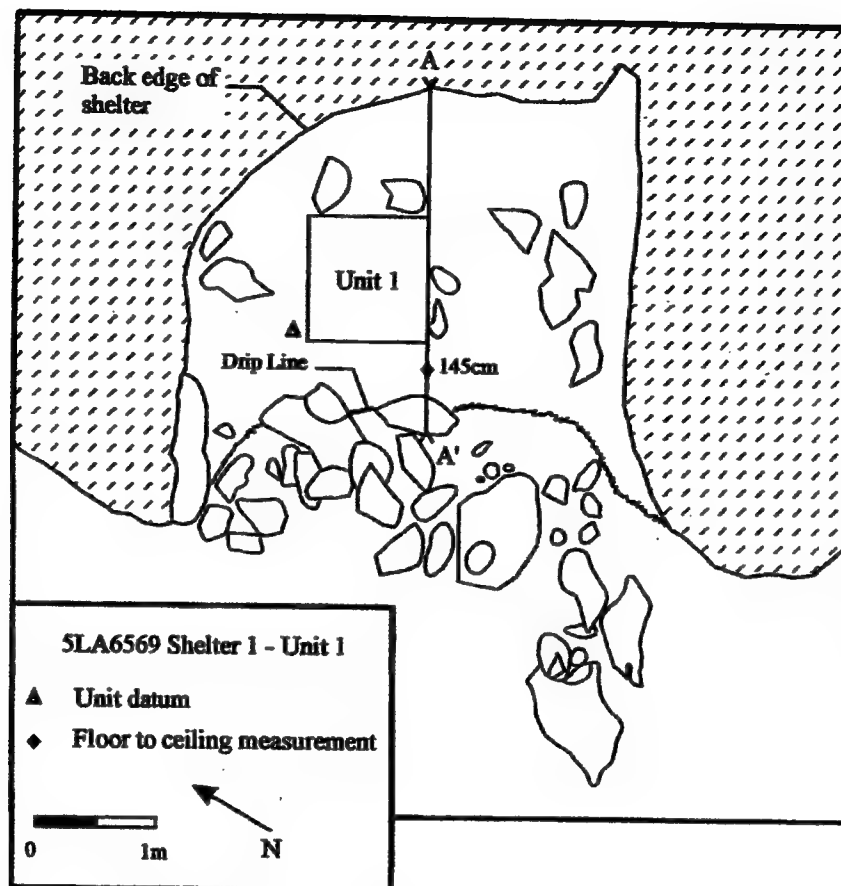 A
Back edge of
shelter
Unit 1
145cm
Drip Line
A'
5LA6569 Shelter 1 - Unit 1
Unit datum
Floor to ceiling measurement
0 1m
N